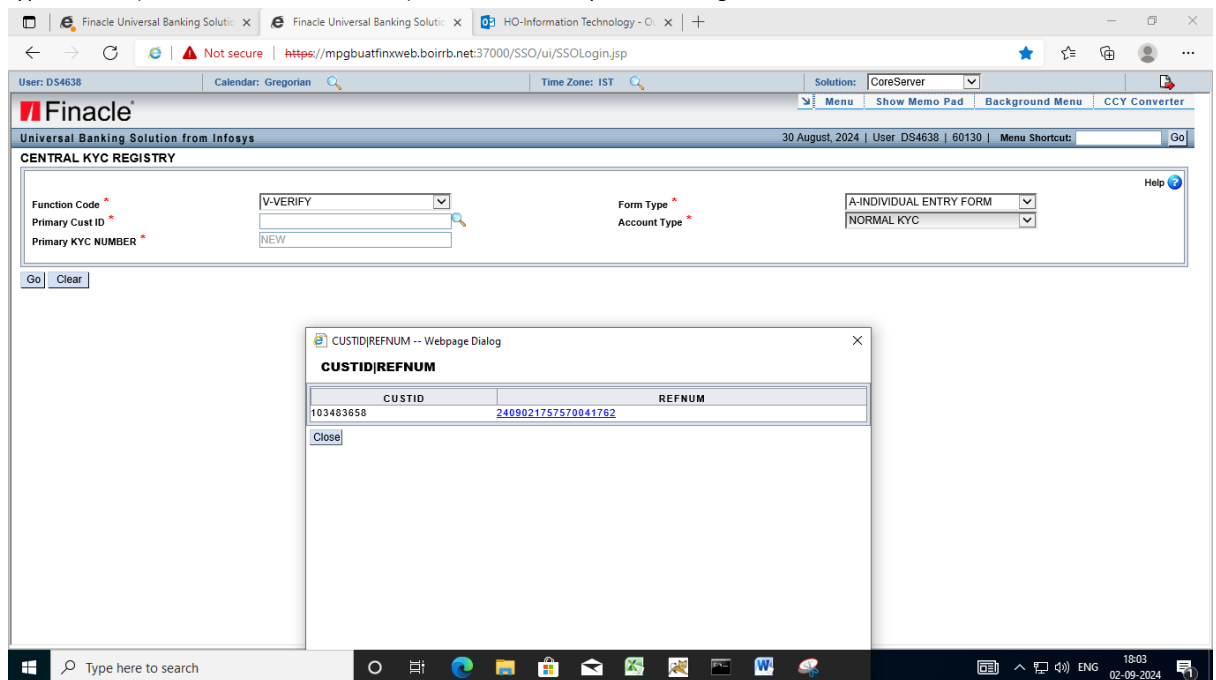 Finacle Universal Banking Solutic
Finacle Universal Banking Solutic
HO-Information Technology - O
Not secure
https://mpgbuatfinxweb.boirrb.net:37000/SSO/ui/SSOLogin.jsp
User: DS4638
Calendar: Gregorian
Time Zone: IST
Solution: CoreServer
Finacle
Menu Show Memo Pad Background Menu CCY Converter
Universal Banking Solution from Infosys
30 August, 2024 | User DS4638 | 60130 | Menu Shortcut: Go
CENTRAL KYC REGISTRY
Help ?
Function Code * V-VERIFY Form Type * A-INDIVIDUAL ENTRY FORM
Primary Cust ID * Account Type * NORMAL KYC
Primary KYC NUMBER * NEW
Go Clear
CUSTID|REFNUM -- Webpage Dialog
CUSTID|REFNUM
CUSTID REFNUM
103483658 2409021757570041762
Close
Type here to search
ENG
18:03
02-09-2024